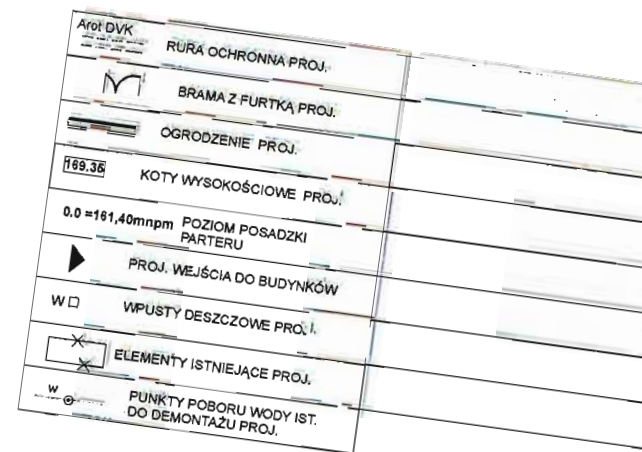 Arot DVK RURA OCHRONNA PROJ.
BRAMA Z FURTKĄ PROJ.
OGRODZENIE PROJ.
169.35 KOTY WYSOKOŚCIOWE PROJ.
0.0 =161,40mnpm POZIOM POSADZKI
PARTERU
PROJ. WEJŚCIA DO BUDYNKÓW
W WPUSTY DESZCZOWE PROJ.
ELEMENTY ISTNIEJĄCE PROJ.
W PUNKTY POBORU WODY IST.
DO DEMONTAŻU PROJ.